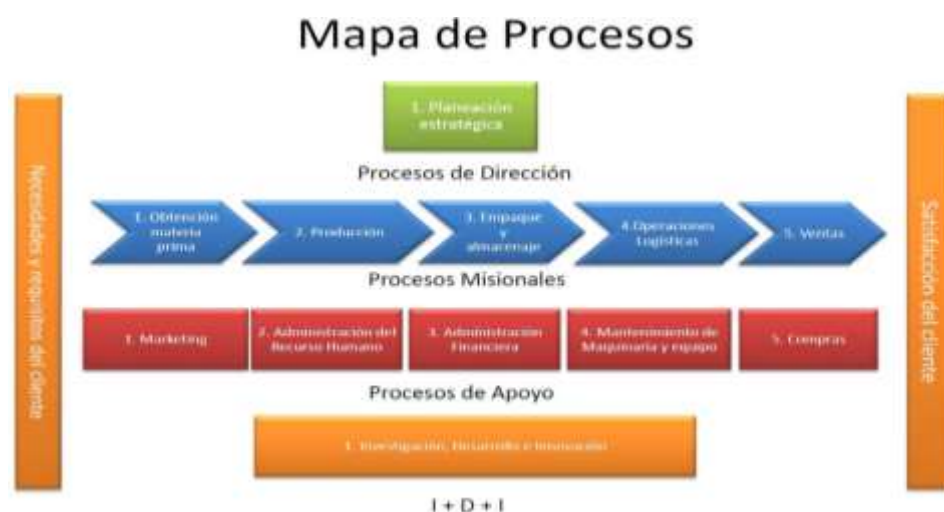 Mapa de Procesos
Necesidades y requisitos del cliente
1. Planeación
estratégica
Procesos de Dirección
1. Obtención
materia
prima
2. Producción
3. Empaque
y
almacenaje
4.Operaciones
Logísticas
5. Ventas
Procesos Misionales
1. Marketing
2. Administración del
Recurso Humano
3. Administración
Financiera
4. Mantenimiento de
Maquinaria y equipo
5. Compras
Procesos de Apoyo
1. Investigación, Desarrollo e Innovación
I + D + I
Satisfacción del cliente